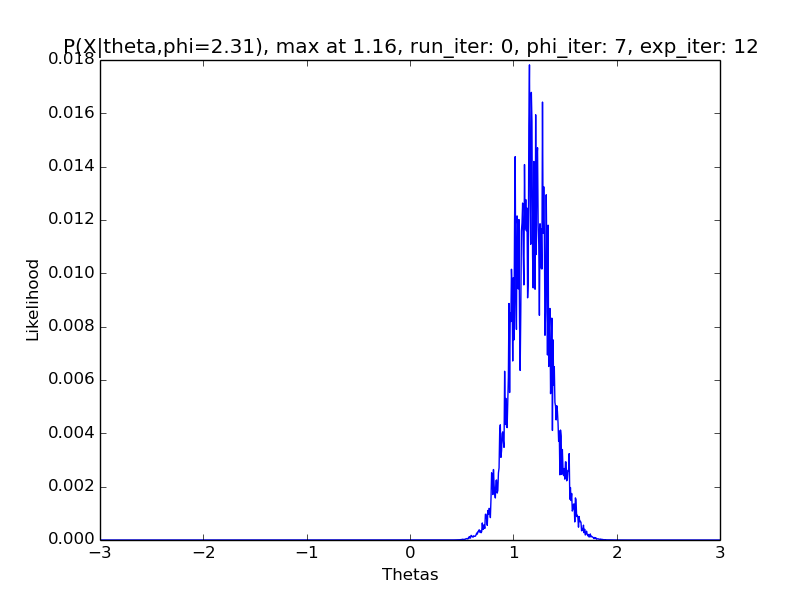 P(X|theta,phi=2.31), max at 1.16, run_iter: 0, phi_iter: 7, exp_iter: 12
0.018
0.016
0.014
0.012
0.010
0.008
0.006
0.004
0.002
0.000
Likelihood
−3 −2 −1 0 1 2 3
Thetas